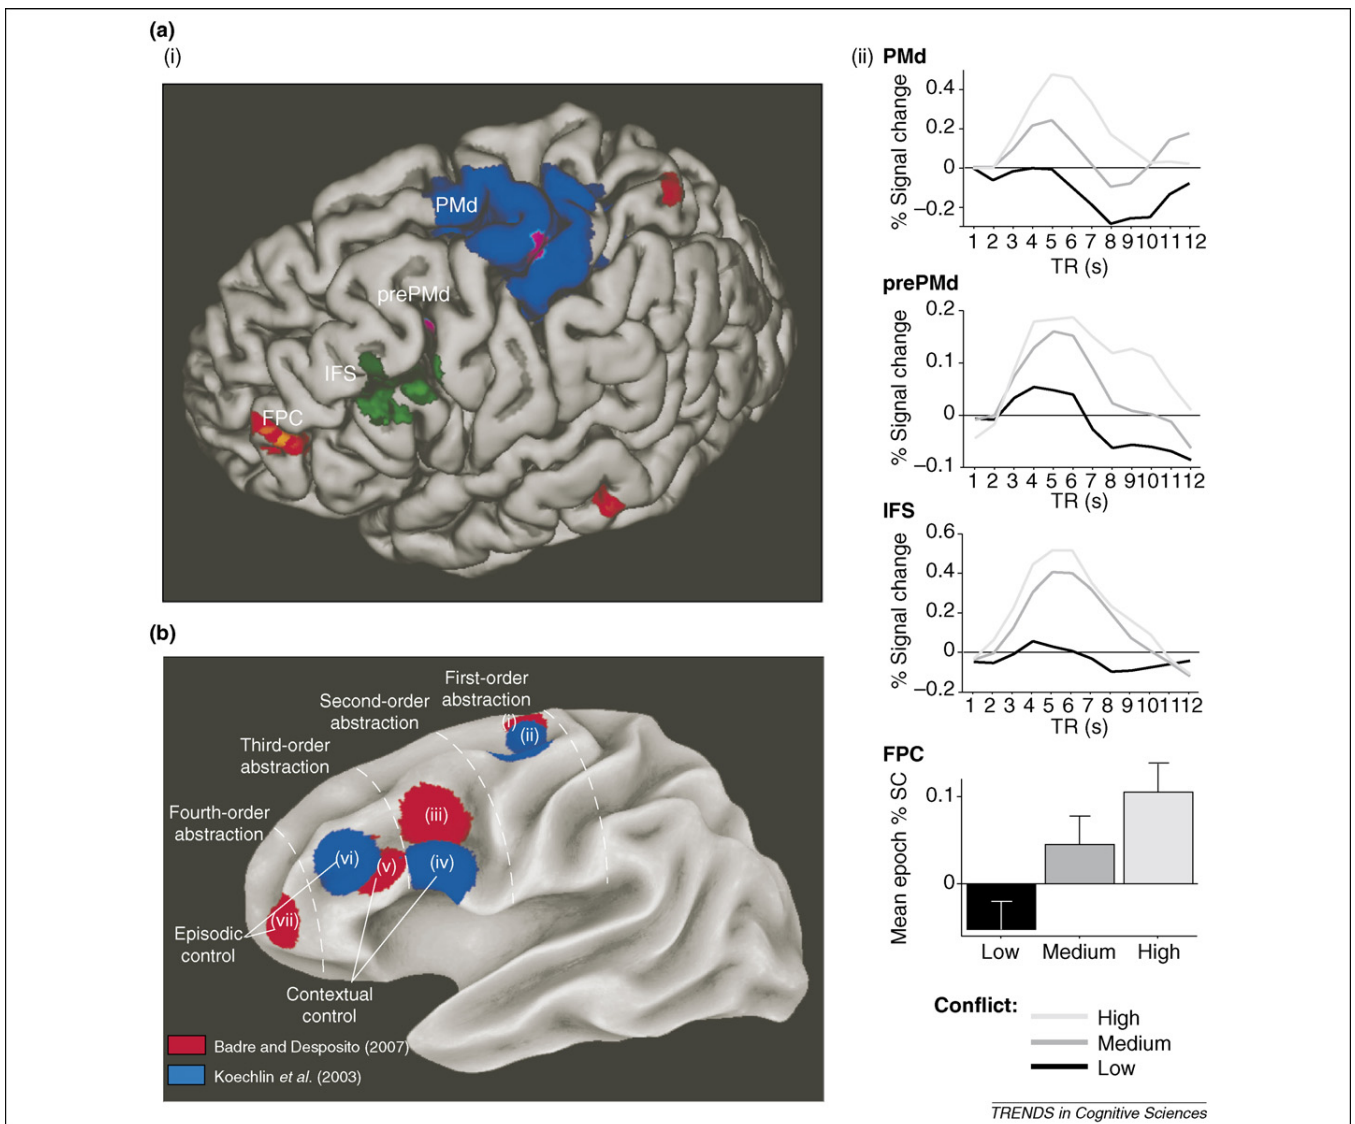 (a)
(i)
PMd
prePMd
IFS
FPC
(ii) PMd
% Signal change
0.4
0.2
0
–0.2
1 2 3 4 5 6 7 8 9 10 11 12
TR (s)
prePMd
% Signal change
0.2
0.1
0
–0.1
1 2 3 4 5 6 7 8 9 10 11 12
TR (s)
IFS
% Signal change
0.6
0.4
0.2
0
–0.2
1 2 3 4 5 6 7 8 9 10 11 12
TR (s)
FPC
Mean epoch % SC
0.1
0
Low Medium High
Conflict:
High
Medium
Low
(b)
First-order
abstraction
Second-order
abstraction
Third-order
abstraction
Fourth-order
abstraction
(i)
(ii)
(iii)
(iv)
(v)
(vi)
(vii)
Episodic
control
Contextual
control
Badre and Desposito (2007)
Koechlin et al. (2003)
TRENDS in Cognitive Sciences